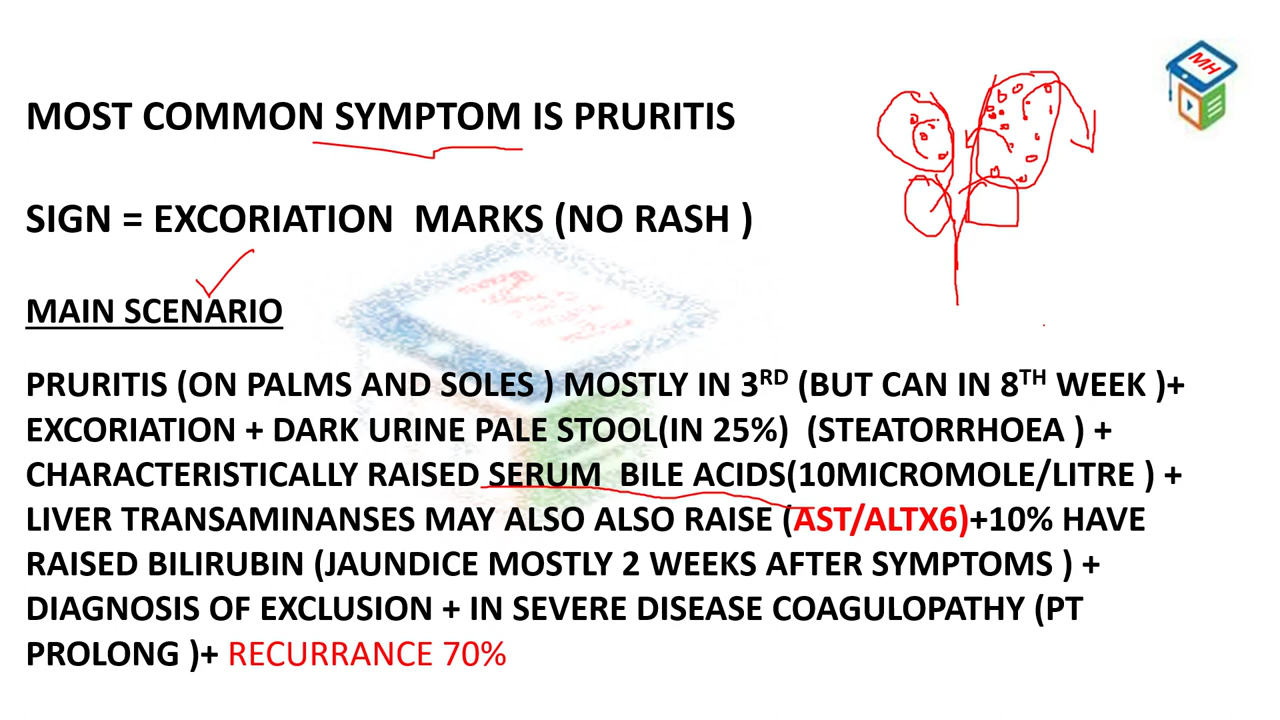 MH
MOST COMMON SYMPTOM IS PRURITIS
SIGN = EXCORIATION MARKS (NO RASH )
MAIN SCENARIO
PRURITIS (ON PALMS AND SOLES ) MOSTLY IN 3RD (BUT CAN IN 8TH WEEK )+
EXCORIATION + DARK URINE PALE STOOL(IN 25%) (STEATORRHOEA ) +
CHARACTERISTICALLY RAISED SERUM BILE ACIDS(10MICROMOLE/LITRE ) +
LIVER TRANSAMINANSES MAY ALSO ALSO RAISE (AST/ALTX6)+10% HAVE
RAISED BILIRUBIN (JAUNDICE MOSTLY 2 WEEKS AFTER SYMPTOMS ) +
DIAGNOSIS OF EXCLUSION + IN SEVERE DISEASE COAGULOPATHY (PT
PROLONG )+ RECURRANCE 70%